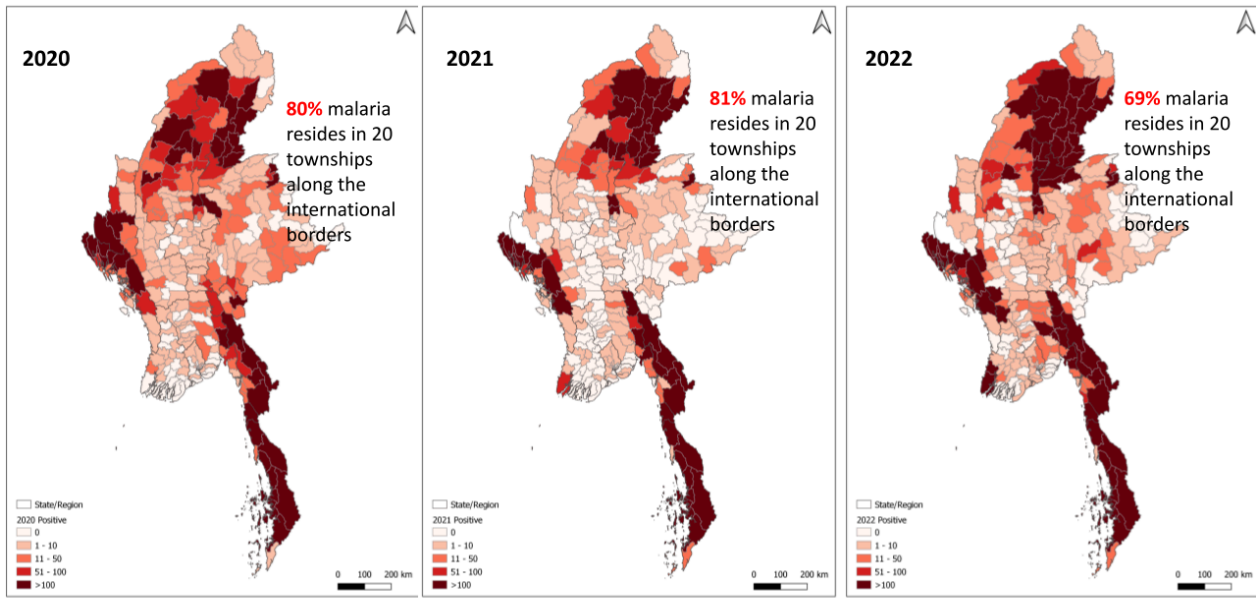 2020
80% malaria
resides in 20
townships
along the
international
borders
State/Region
2020 Positive
0
1 - 10
11 - 50
51 - 100
>100
0 100 200 km
2021
81% malaria
resides in 20
townships
along the
international
borders
State/Region
2021 Positive
0
1 - 10
11 - 50
51 - 100
>100
0 100 200 km
2022
69% malaria
resides in 20
townships
along the
international
borders
State/Region
2022 Positive
0
1 - 10
11 - 50
51 - 100
>100
0 100 200 km